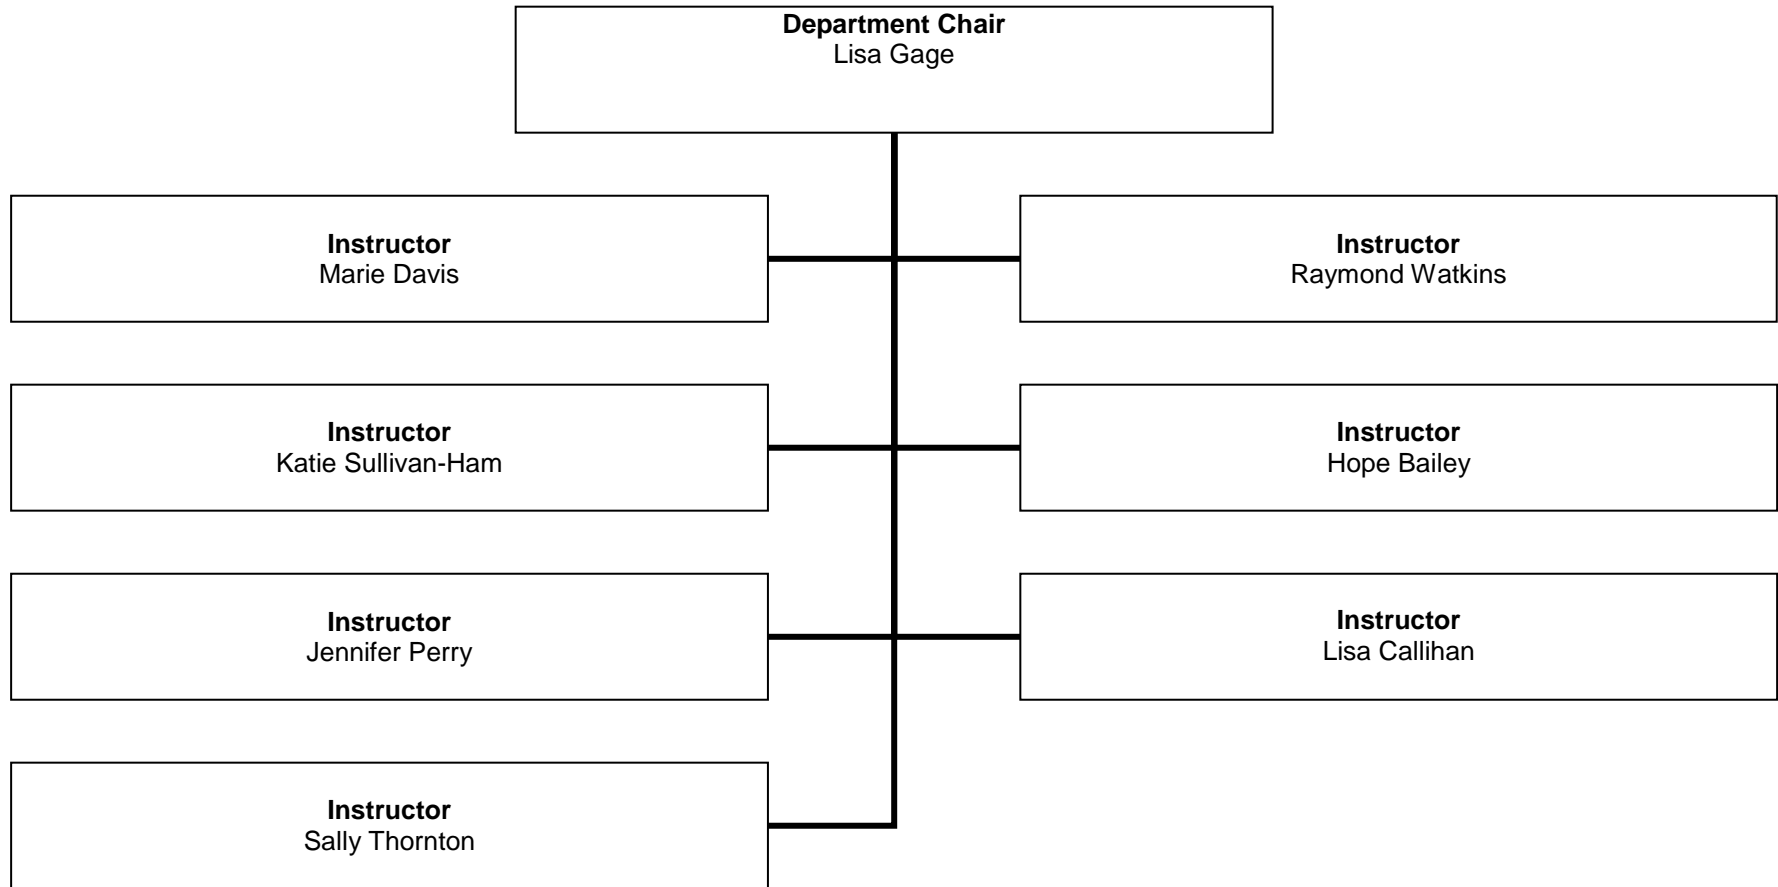 Department Chair
Lisa Gage
Instructor
Marie Davis
Instructor
Raymond Watkins
Instructor
Katie Sullivan-Ham
Instructor
Hope Bailey
Instructor
Jennifer Perry
Instructor
Lisa Callihan
Instructor
Sally Thornton